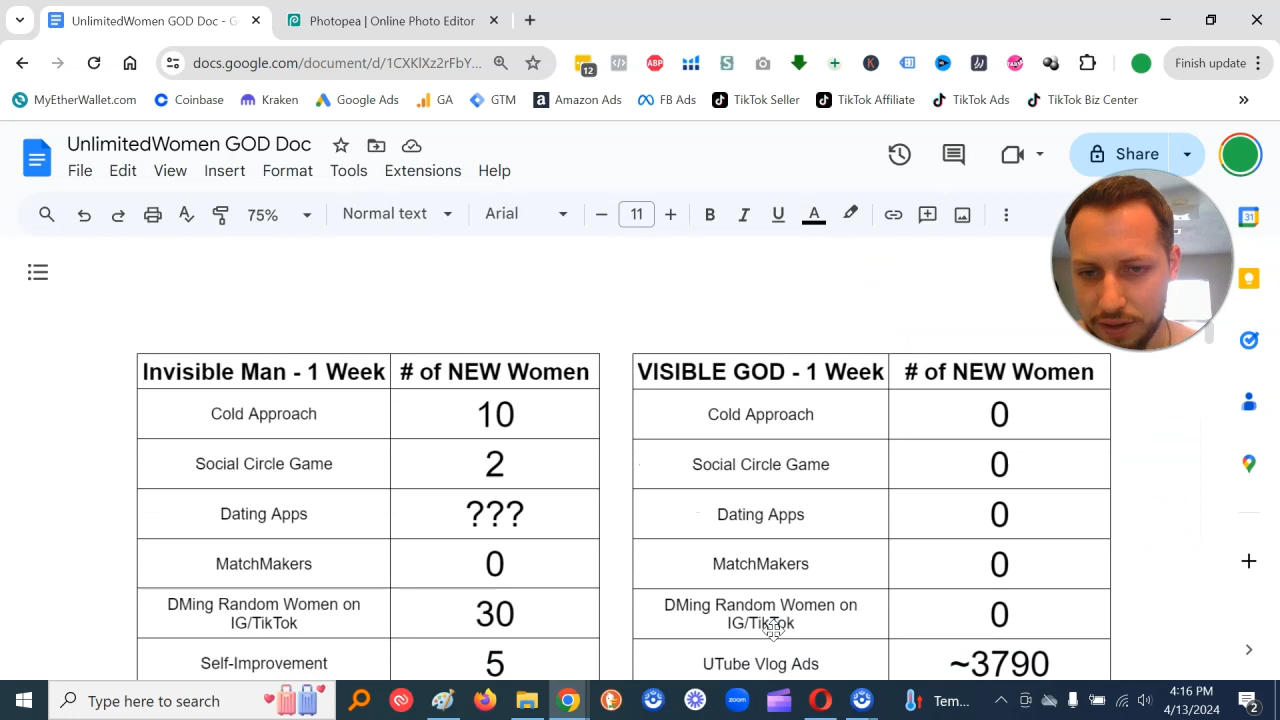 UnlimitedWomen GOD Doc - G
Photopea | Online Photo Editor
docs.google.com/document/d/1CXKlXz2rFbY...
12
ABP
Finish update
MyEtherWallet.com
Coinbase
Kraken
Google Ads
GA
GTM
Amazon Ads
FB Ads
TikTok Seller
TikTok Affiliate
TikTok Ads
TikTok Biz Center
UnlimitedWomen GOD Doc
Share
File Edit View Insert Format Tools Extensions Help
75% Normal text Arial 11 B I U A
31
Invisible Man - 1 Week # of NEW Women
Cold Approach 10
Social Circle Game 2
Dating Apps ???
MatchMakers 0
DMing Random Women on
IG/TikTok 30
Self-Improvement 5
VISIBLE GOD - 1 Week # of NEW Women
Cold Approach 0
Social Circle Game 0
Dating Apps 0
MatchMakers 0
DMing Random Women on
IG/TikTok 0
UTube Vlog Ads ~3790
Type here to search
zoom
Tem...
4:16 PM
4/13/2024
2